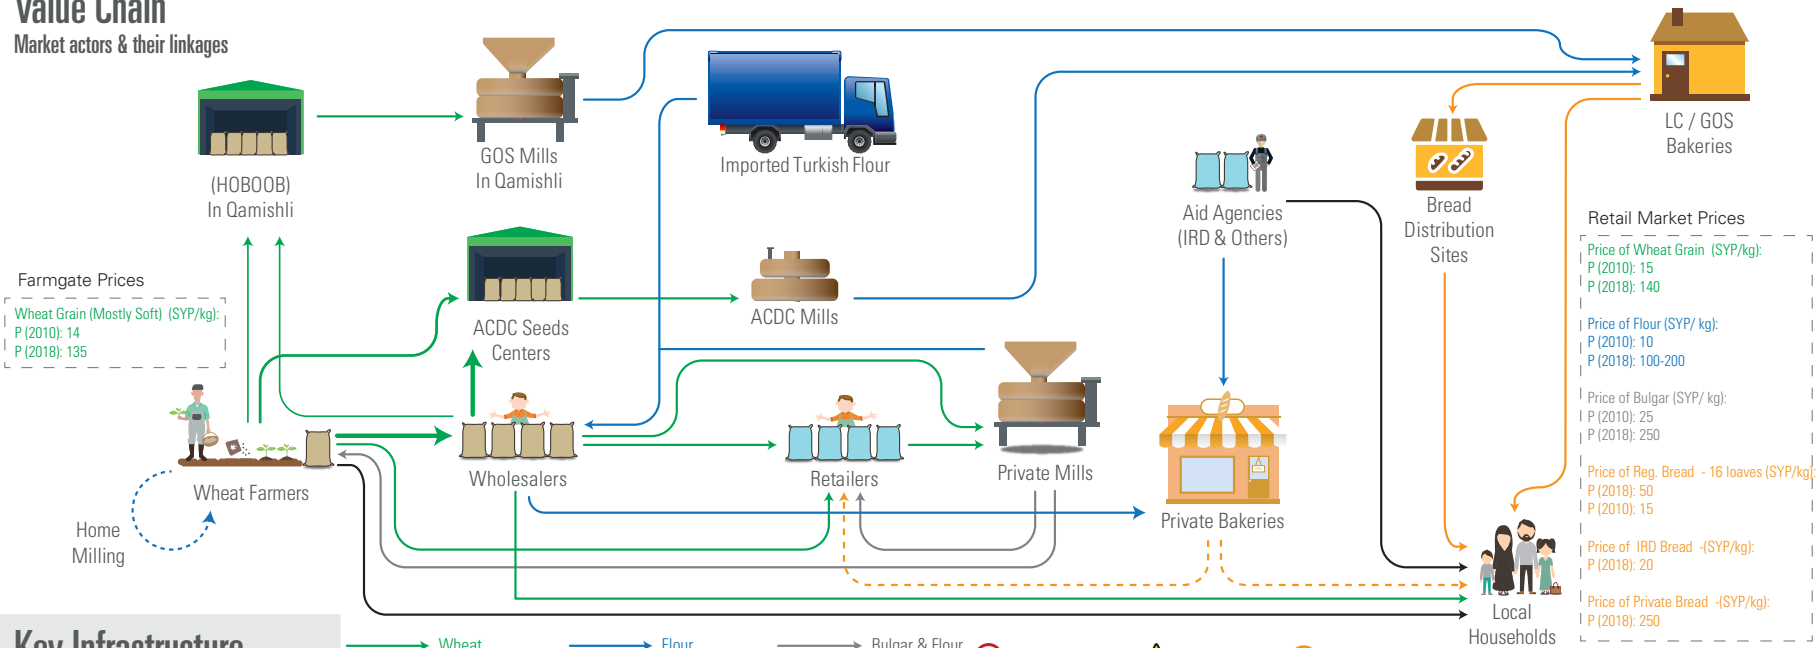 Value Chain
Market actors & their linkages
(HOBOOB)
In Qamishli
GOS Mills
In Qamishli
Imported Turkish Flour
LC / GOS
Bakeries
Aid Agencies
(IRD & Others)
Bread
Distribution
Sites
Farmgate Prices
Wheat Grain (Mostly Soft) (SYP/kg):
P (2010): 14
P (2018): 135
ACDC Seeds
Centers
ACDC Mills
Retail Market Prices
Price of Wheat Grain (SYP/kg):
P (2010): 15
P (2018): 140
Price of Flour (SYP/ kg):
P (2010): 10
P (2018): 100-200
Price of Bulgar (SYP/ kg):
P (2010): 25
P (2018): 250
Price of Reg. Bread - 16 loaves (SYP/kg):
P (2018): 50
P (2010): 15
Price of IRD Bread -(SYP/kg):
P (2018): 20
Price of Private Bread -(SYP/kg):
P (2018): 250
Wheat Farmers
Wholesalers
Retailers
Private Mills
Private Bakeries
Home
Milling
Local
Households
Key Infrastructure
Wheat
Flour
Bulgar & Flour